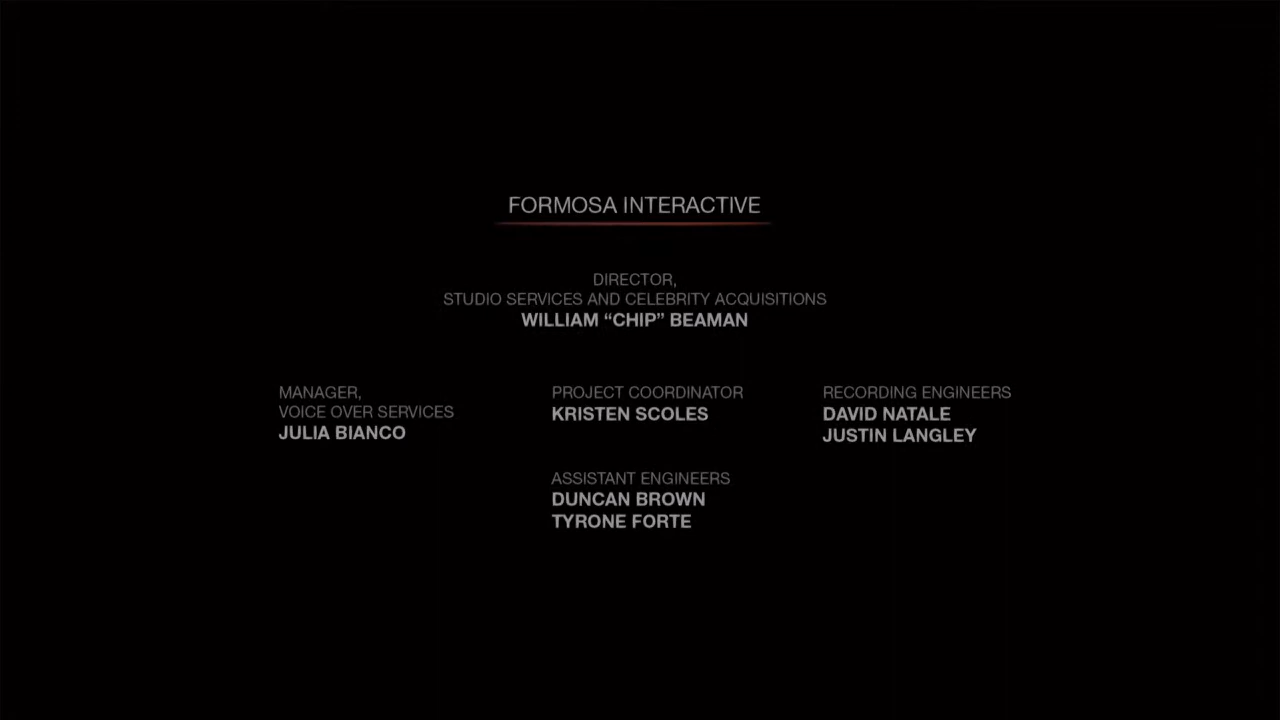 FORMOSA INTERACTIVE
DIRECTOR,
STUDIO SERVICES AND CELEBRITY ACQUISITIONS
WILLIAM “CHIP” BEAMAN
MANAGER,
VOICE OVER SERVICES
JULIA BIANCO
PROJECT COORDINATOR
KRISTEN SCOLES
RECORDING ENGINEERS
DAVID NATALE
JUSTIN LANGLEY
ASSISTANT ENGINEERS
DUNCAN BROWN
TYRONE FORTE